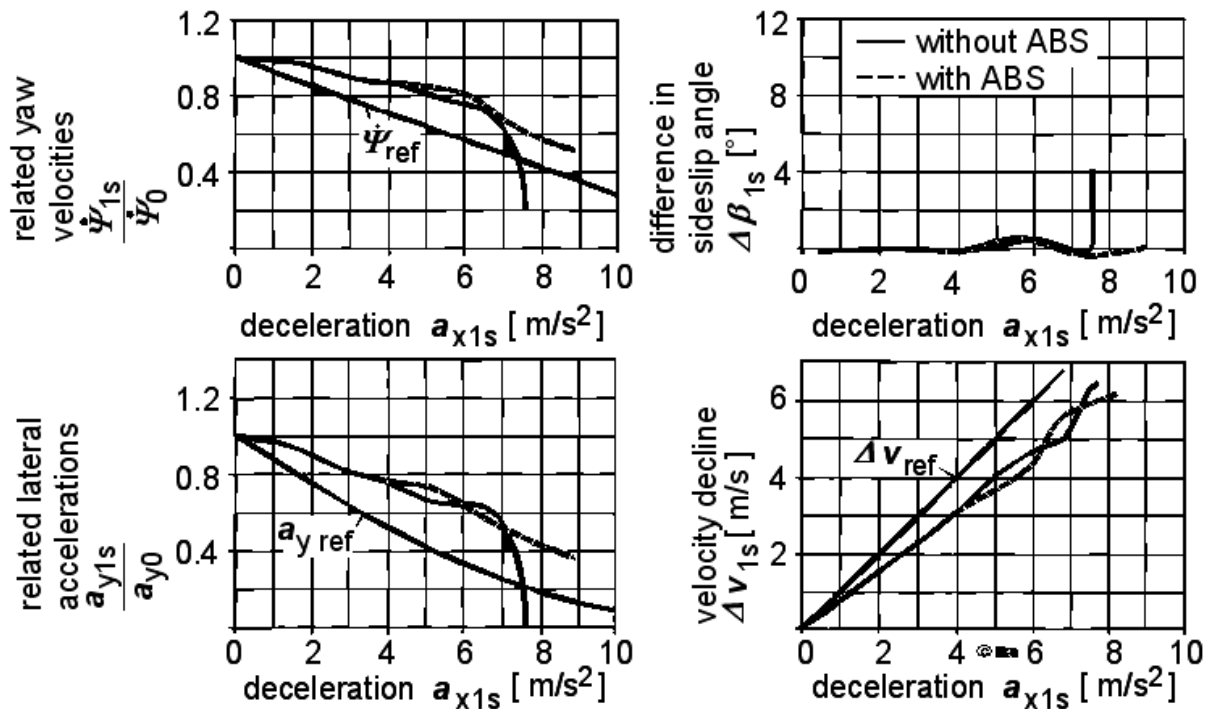 related yaw
velocities
Ψ̇1s
Ψ̇0
1.2
0.8
0.4
Ψ̇ref
0 2 4 6 8 10
deceleration ax1s [ m/s2]
difference in
sideslip angle
Δβ1s [°]
12
8
4
without ABS
with ABS
0 2 4 6 8 10
deceleration ax1s [ m/s2]
related lateral
accelerations
ay1s
ay0
1.2
0.8
0.4
ay ref
0 2 4 6 8 10
deceleration ax1s [ m/s2]
velocity decline
Δv1s [ m/s]
6
4
2
Δvref
0 2 4 6 8 10
deceleration ax1s [ m/s2]